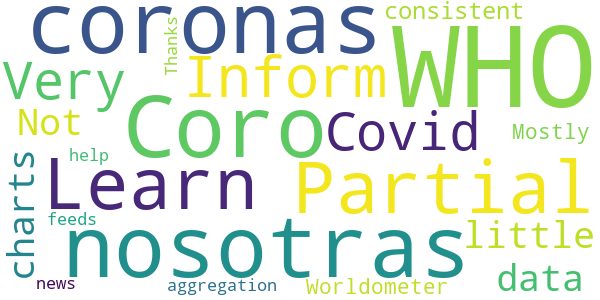 coronas
Thanks
consistent
WHO
Very
Inform
Not
Coro
Covid
Mostly
help
charts
Learn
Partial
feeds
nosotras
little
news
aggregation
Worldometer
data